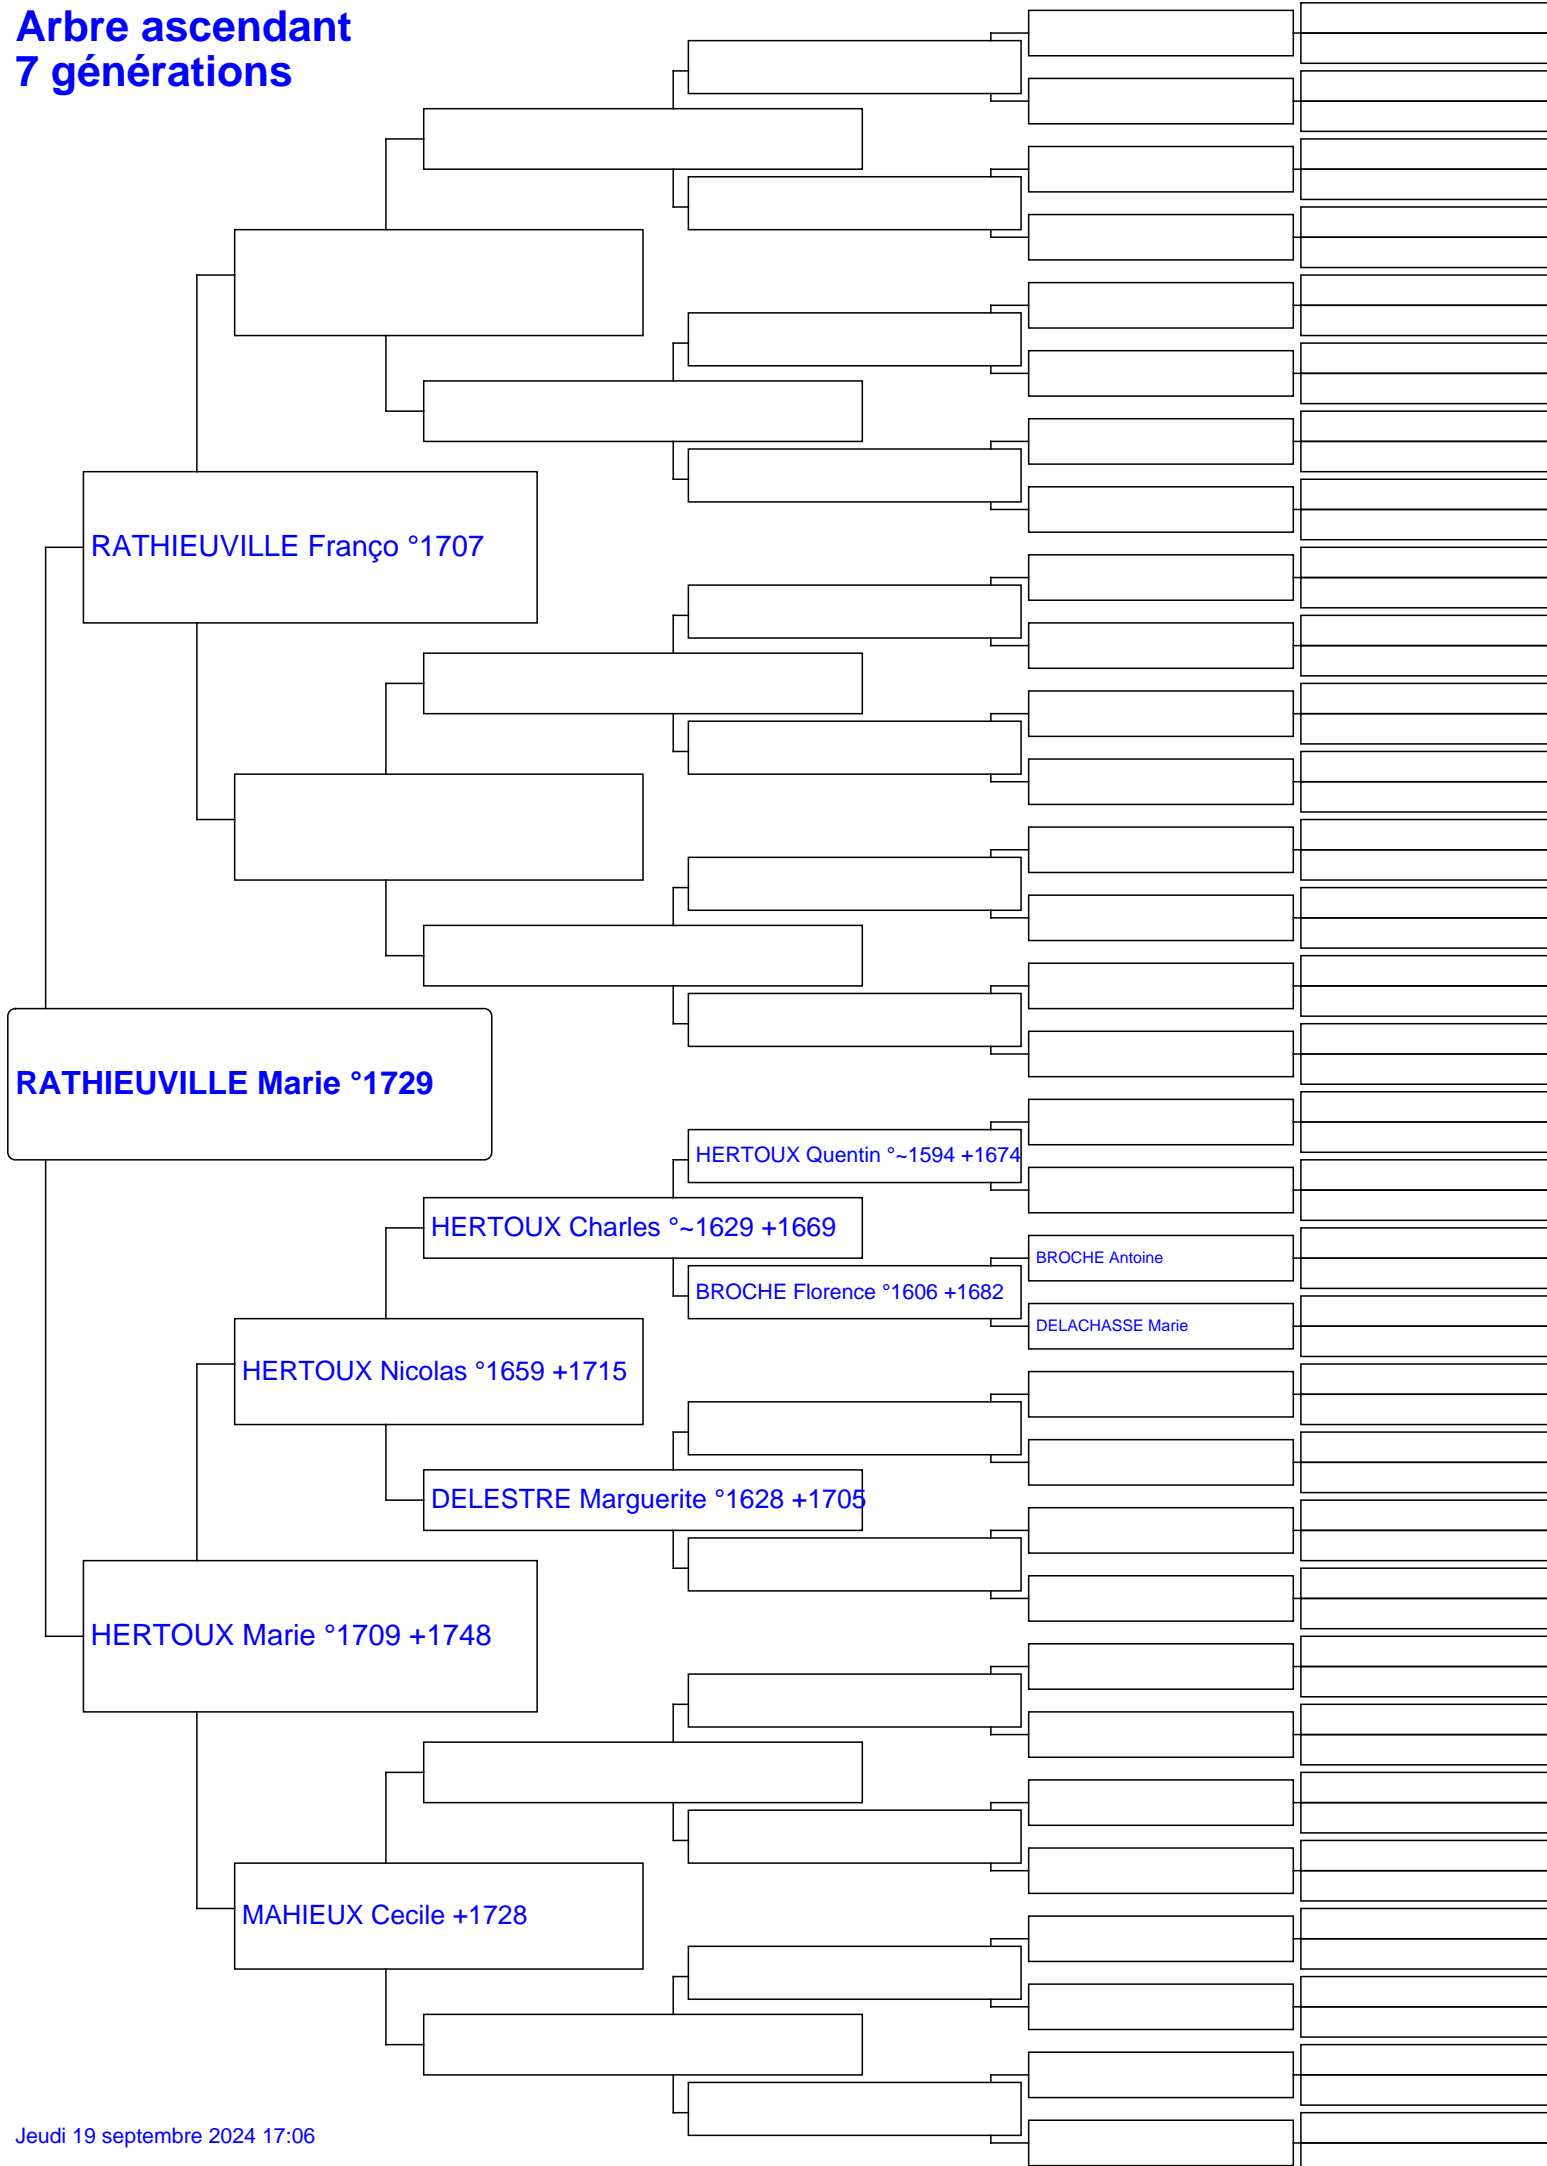 Arbre ascendant
7 générations
RATHIEUVILLE Franço °1707
RATHIEUVILLE Marie °1729
HERTOUX Quentin °~1594 +1674
HERTOUX Charles °~1629 +1669
BROCHE Antoine
BROCHE Florence °1606 +1682
DELACHASSE Marie
HERTOUX Nicolas °1659 +1715
DELESTRE Marguerite °1628 +1705
HERTOUX Marie °1709 +1748
MAHIEUX Cecile +1728
Jeudi 19 septembre 2024 17:06